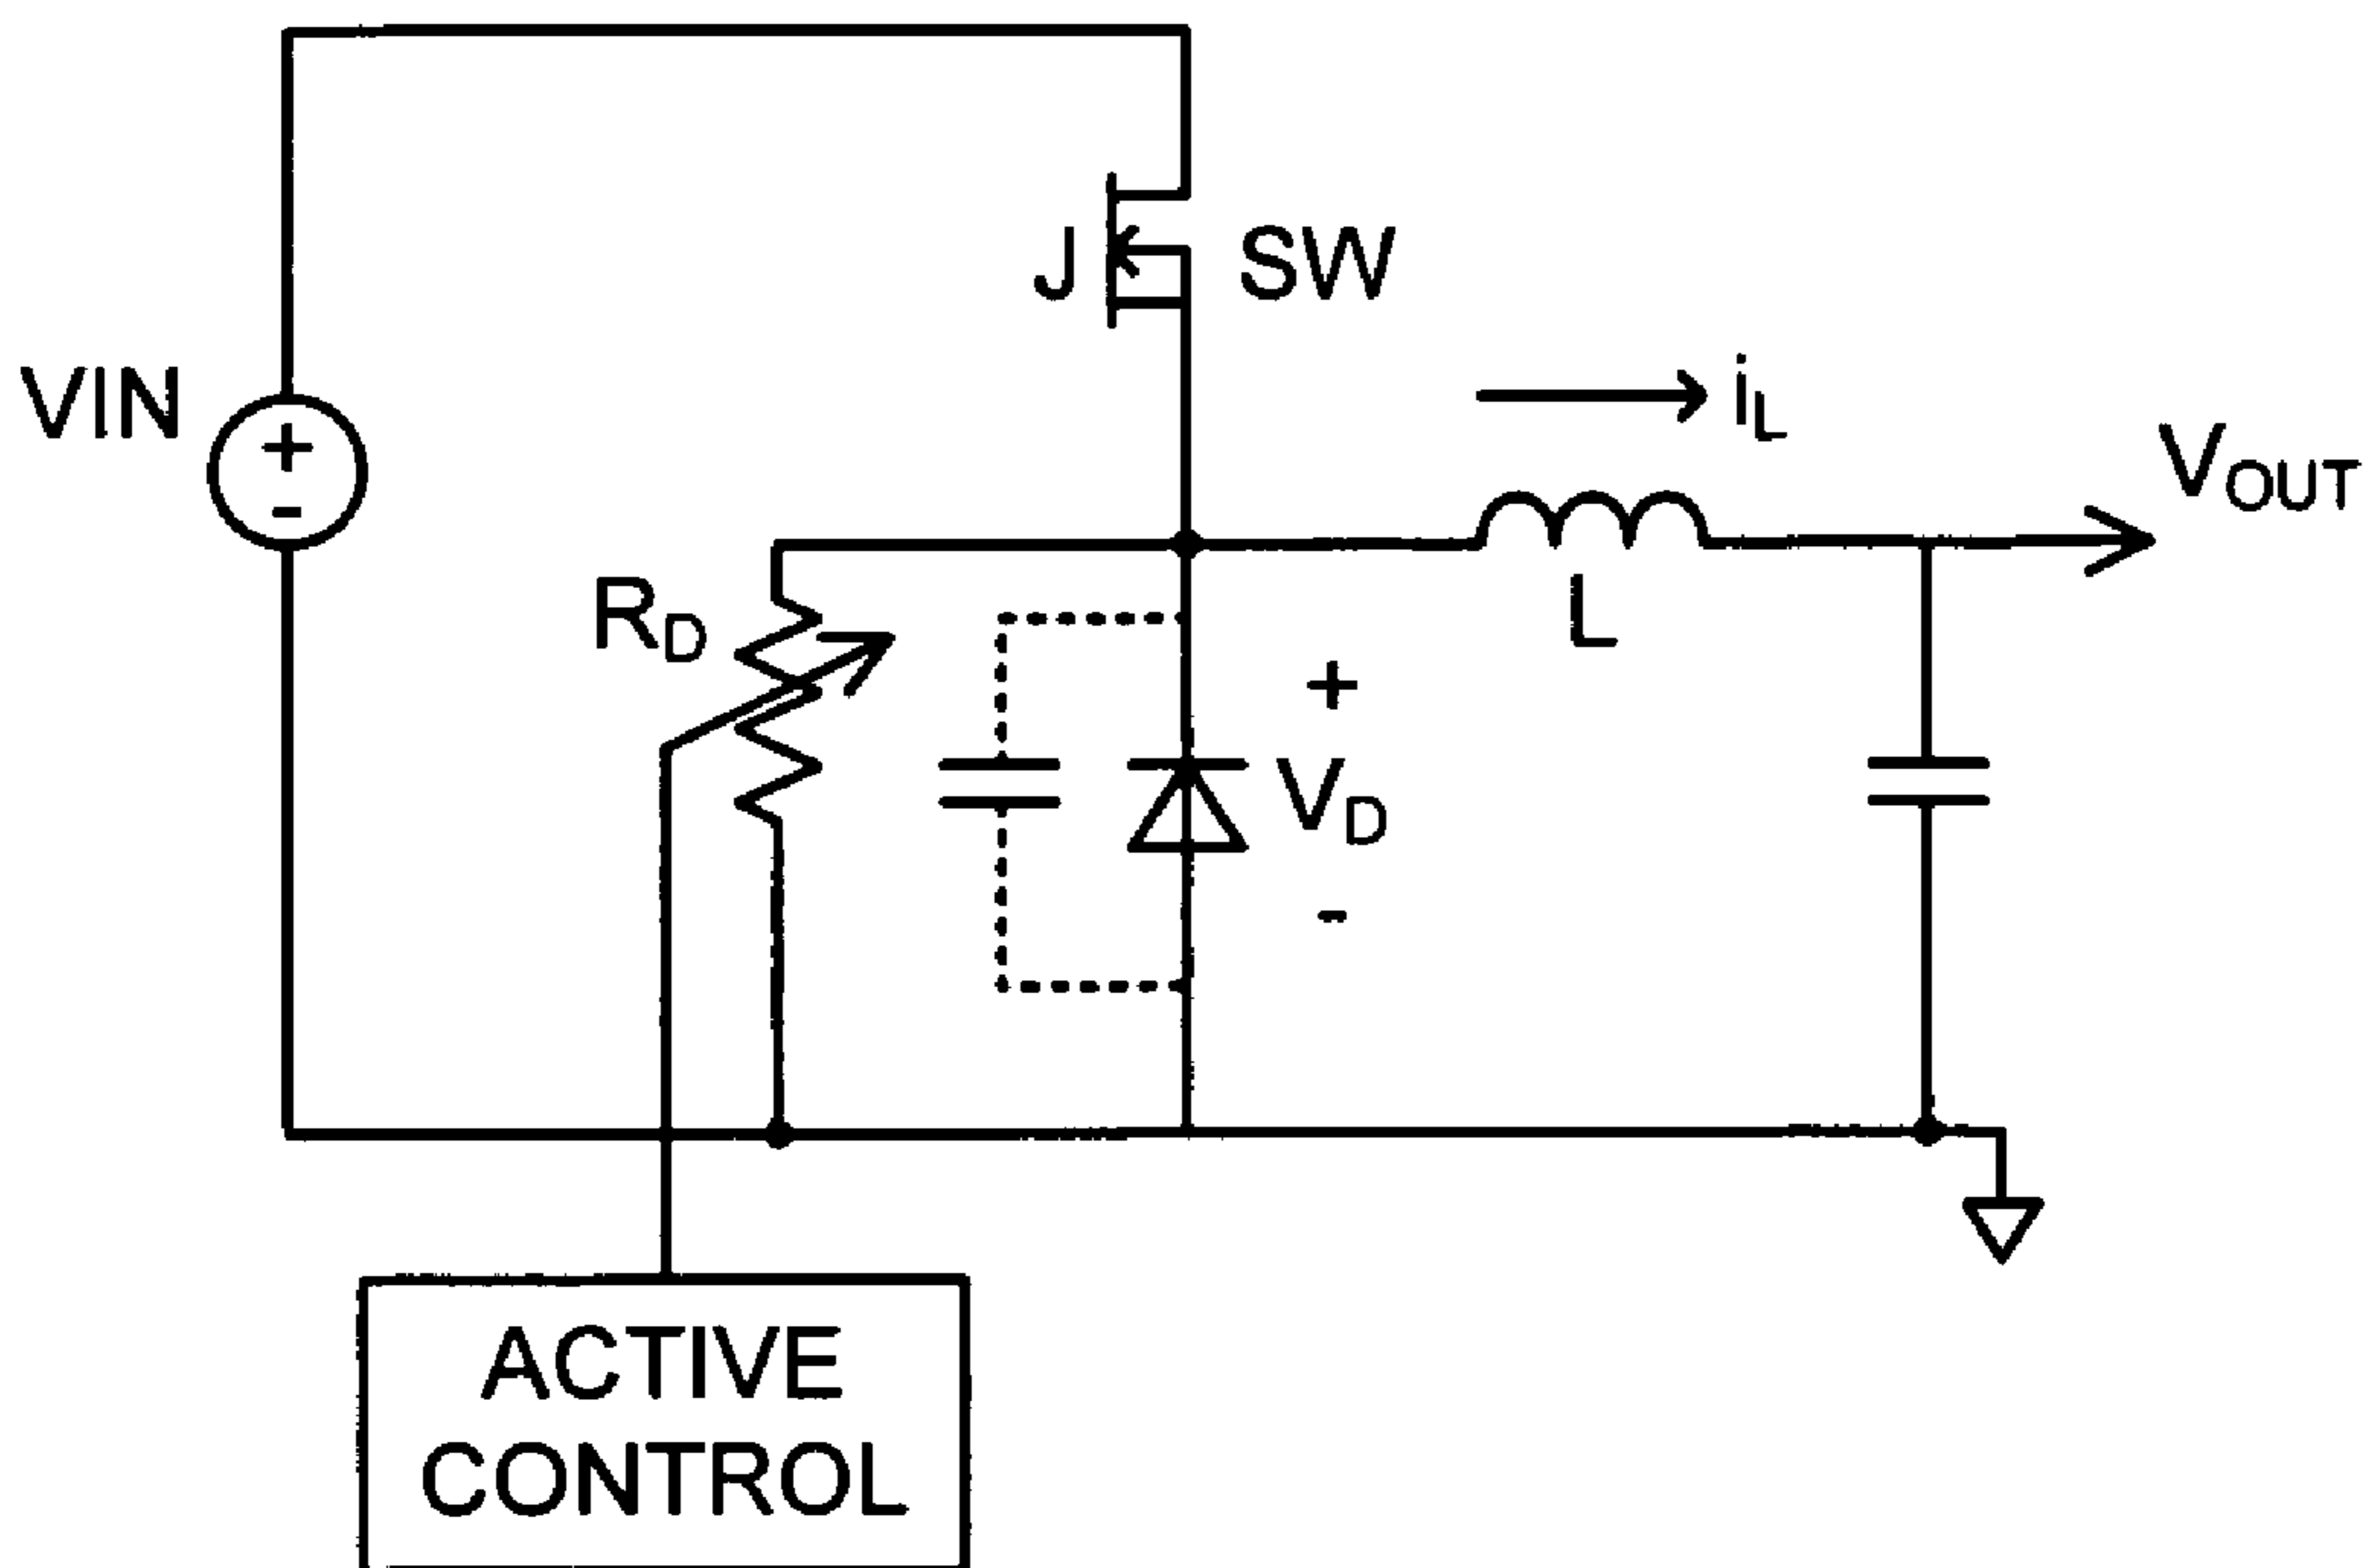 J SW
VIN
+
-
iL
VOUT
RD
L
+
VD
-
ACTIVE
CONTROL